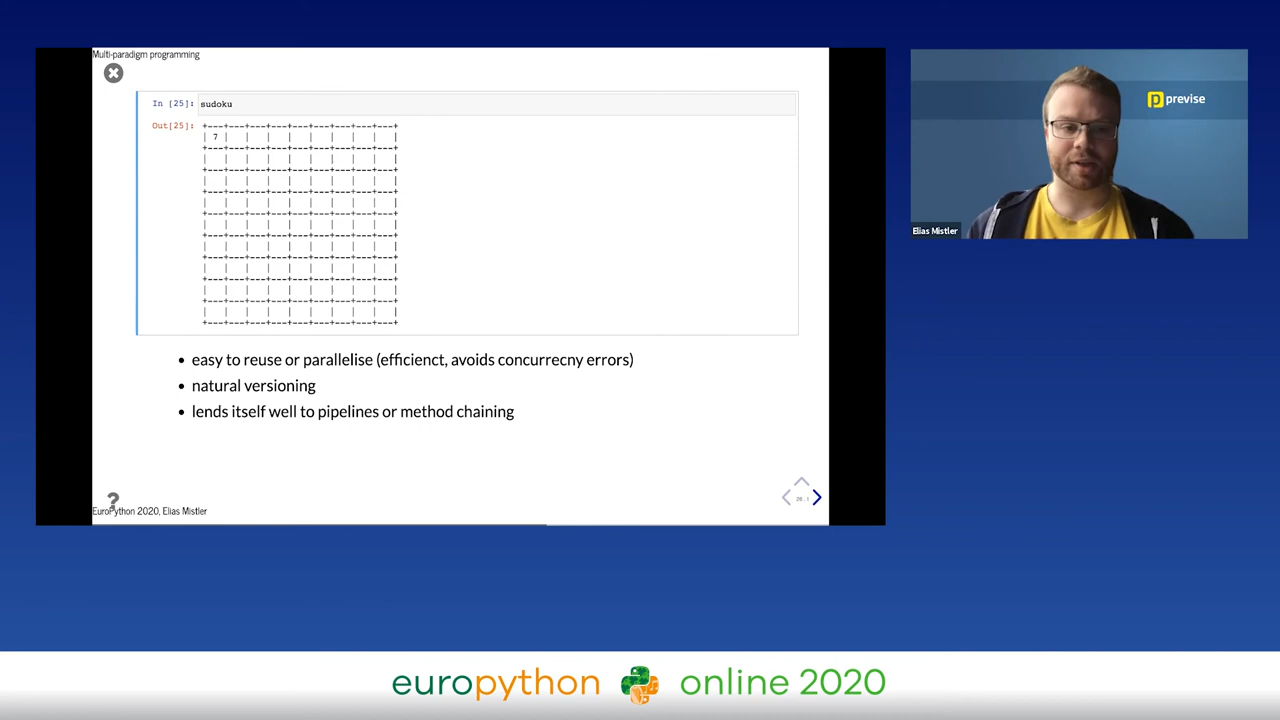 Multi-paradigm programming
In [25]: sudoku
Out[25]: +---+---+---+---+---+---+---+---+---+
| 7 |   |   |   |   |   |   |   |   |
+---+---+---+---+---+---+---+---+---+
|   |   |   |   |   |   |   |   |   |
+---+---+---+---+---+---+---+---+---+
|   |   |   |   |   |   |   |   |   |
+---+---+---+---+---+---+---+---+---+
|   |   |   |   |   |   |   |   |   |
+---+---+---+---+---+---+---+---+---+
|   |   |   |   |   |   |   |   |   |
+---+---+---+---+---+---+---+---+---+
|   |   |   |   |   |   |   |   |   |
+---+---+---+---+---+---+---+---+---+
|   |   |   |   |   |   |   |   |   |
+---+---+---+---+---+---+---+---+---+
|   |   |   |   |   |   |   |   |   |
+---+---+---+---+---+---+---+---+---+
|   |   |   |   |   |   |   |   |   |
+---+---+---+---+---+---+---+---+---+
• easy to reuse or parallelise (efficienct, avoids concurrecny errors)
• natural versioning
• lends itself well to pipelines or method chaining
?
EuroPython 2020, Elias Mistler
26.1
previse
Elias Mistler
europython online 2020